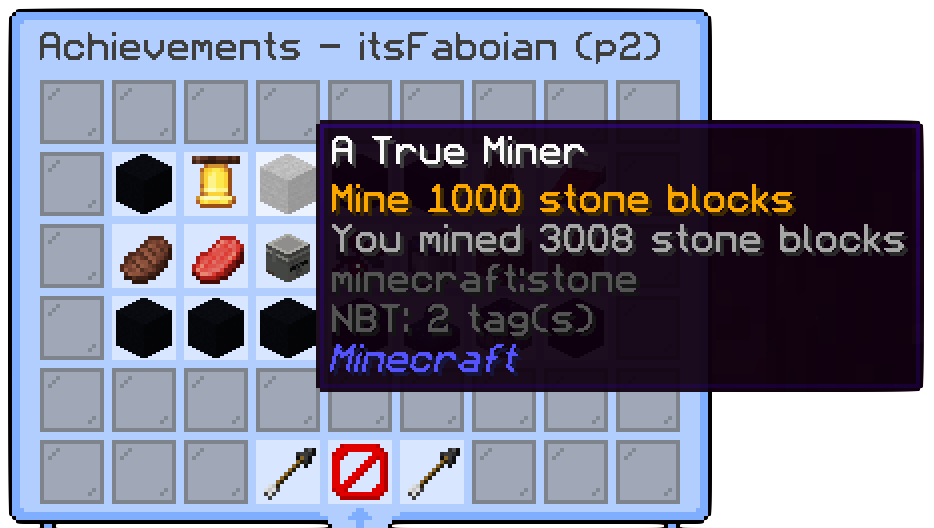 Achievements - itsFaboian (p2)
A True Miner
Mine 1000 stone blocks
You mined 3008 stone blocks
minecraft:stone
NBT: 2 tag(s)
Minecraft